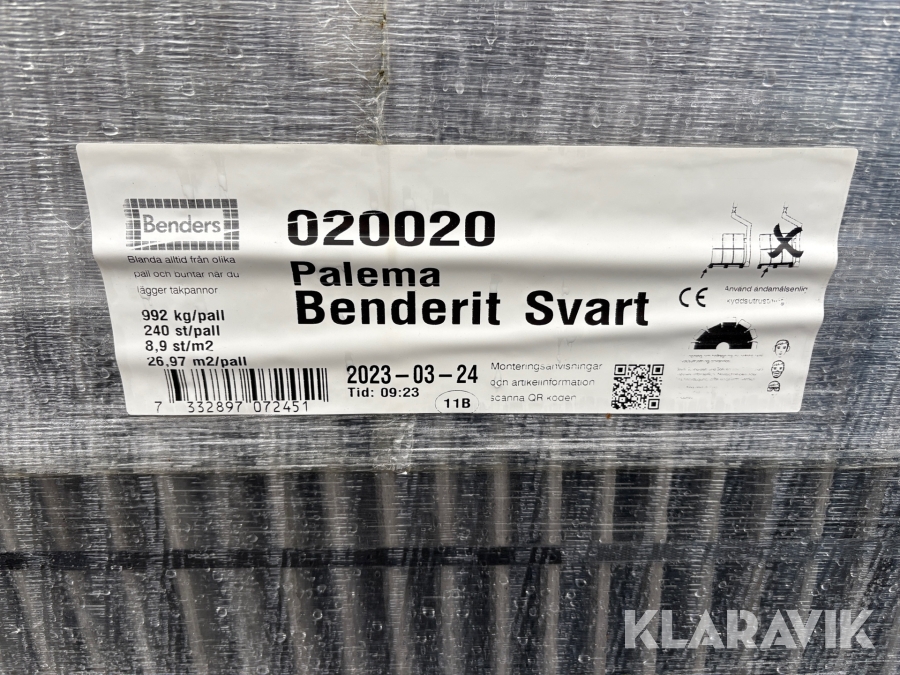 Benders
Blanda alltid från olika
pall och buntar när du
lägger takpannor
992 kg/pall
240 st/pall
8,9 st/m2
26,97 m2/pall
7 332897 072451
020020
Palema
Benderit Svart
2023-03-24
Tid: 09:23
11B
Monteringsanvisningar
och artikelinformation
scanna QR koden
CE
Använd ändamålsenlig
KLARAVIK